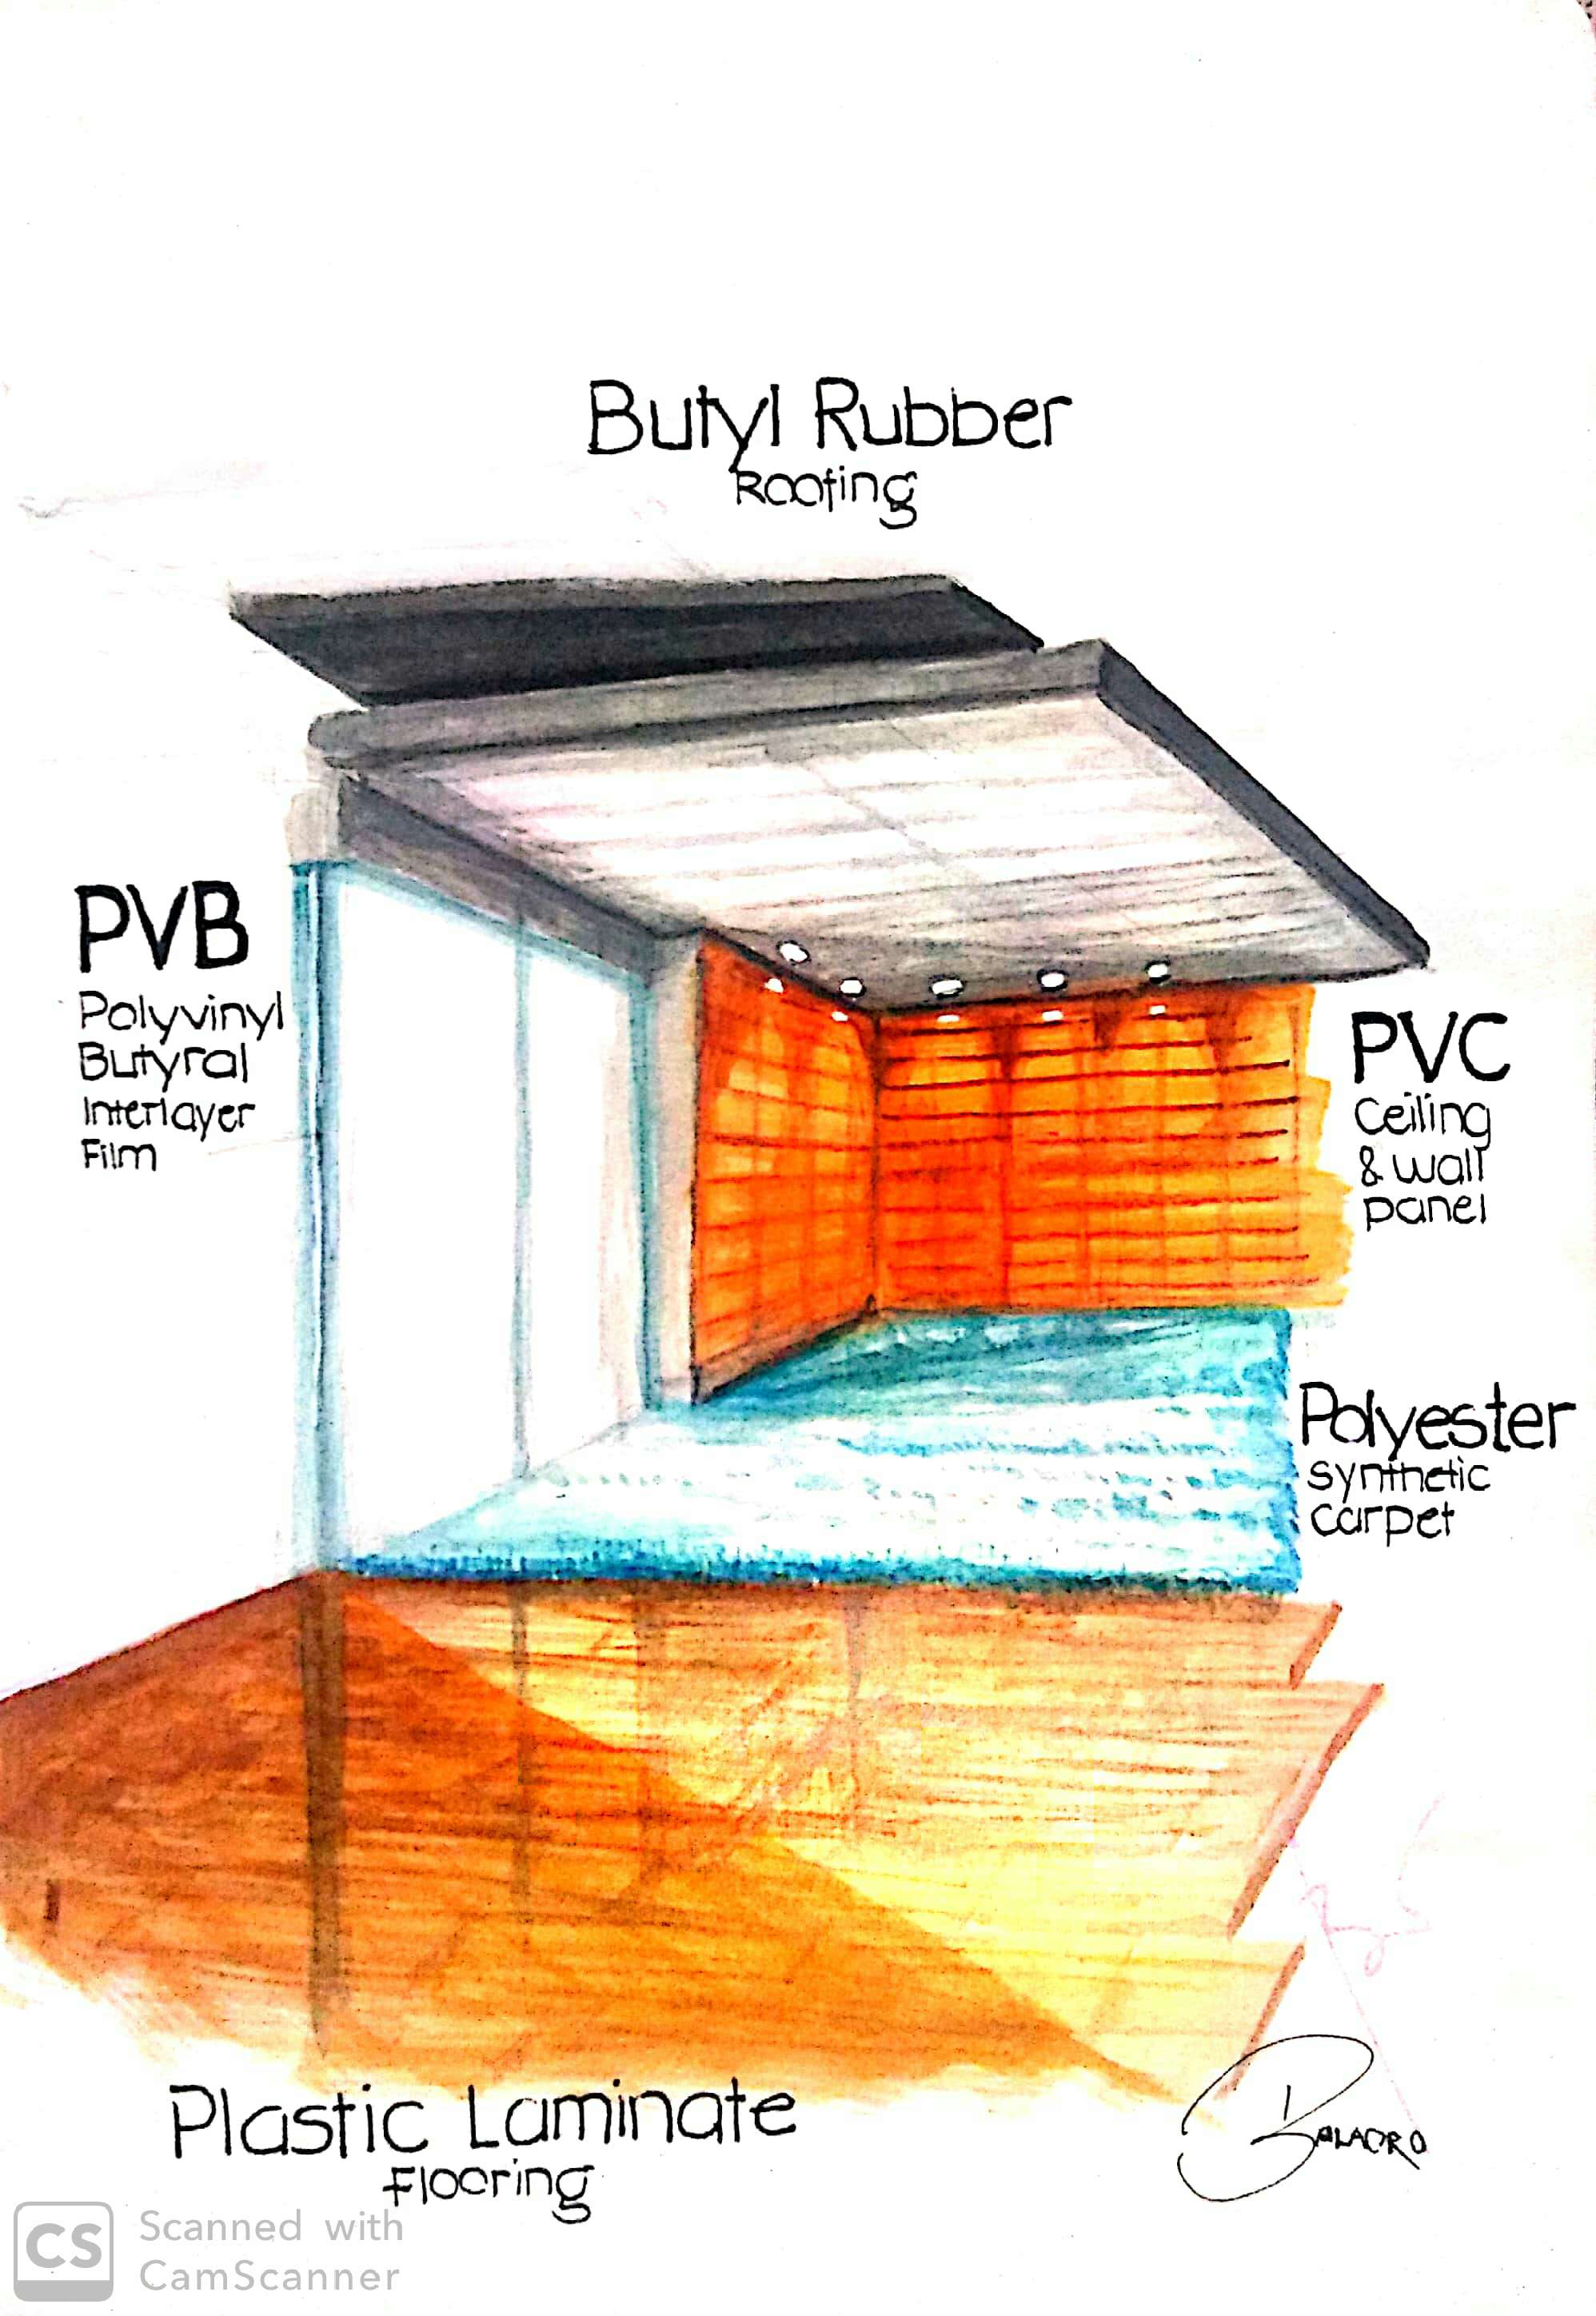 Butyl Rubber
Roofing
PVB
Polyvinyl
Butyral
Interlayer
Film
PVC
Ceiling
& wall
panel
Polyester
synthetic
carpet
Plastic Laminate
flooring
CS
Scanned with
CamScanner